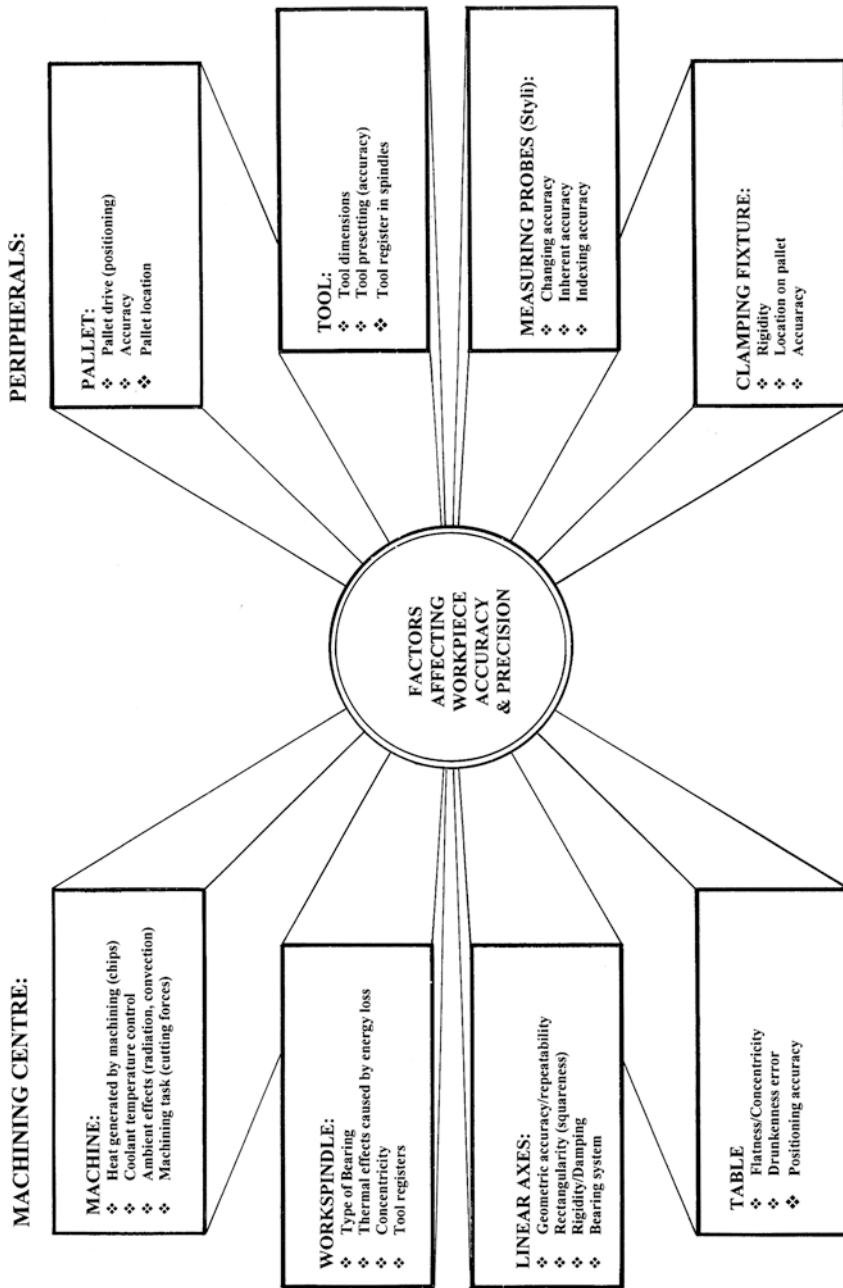 MACHINING CENTRE:
MACHINE:
❖ Heat generated by machining (chips)
❖ Coolant temperature control
❖ Ambient effects (radiation, convection)
❖ Machining task (cutting forces)
WORKSPINDLE:
❖ Type of Bearing
❖ Thermal effects caused by energy loss
❖ Concentricity
❖ Tool registers
LINEAR AXES:
❖ Geometric accuracy/repeatability
❖ Rectangularity (squareness)
❖ Rigidity/Damping
❖ Bearing system
TABLE
❖ Flatness/Concentricity
❖ Drunkenness error
❖ Positioning accuracy
FACTORS
AFFECTING
WORKPIECE
ACCURACY
& PRECISION
PERIPHERALS:
PALLET:
❖ Pallet drive (positioning)
❖ Accuracy
❖ Pallet location
TOOL:
❖ Tool dimensions
❖ Tool presetting (accuracy)
❖ Tool register in spindles
MEASURING PROBES (Styli):
❖ Changing accuracy
❖ Inherent accuracy
❖ Indexing accuracy
CLAMPING FIXTURE:
❖ Rigidity
❖ Location on pallet
❖ Accuaracy